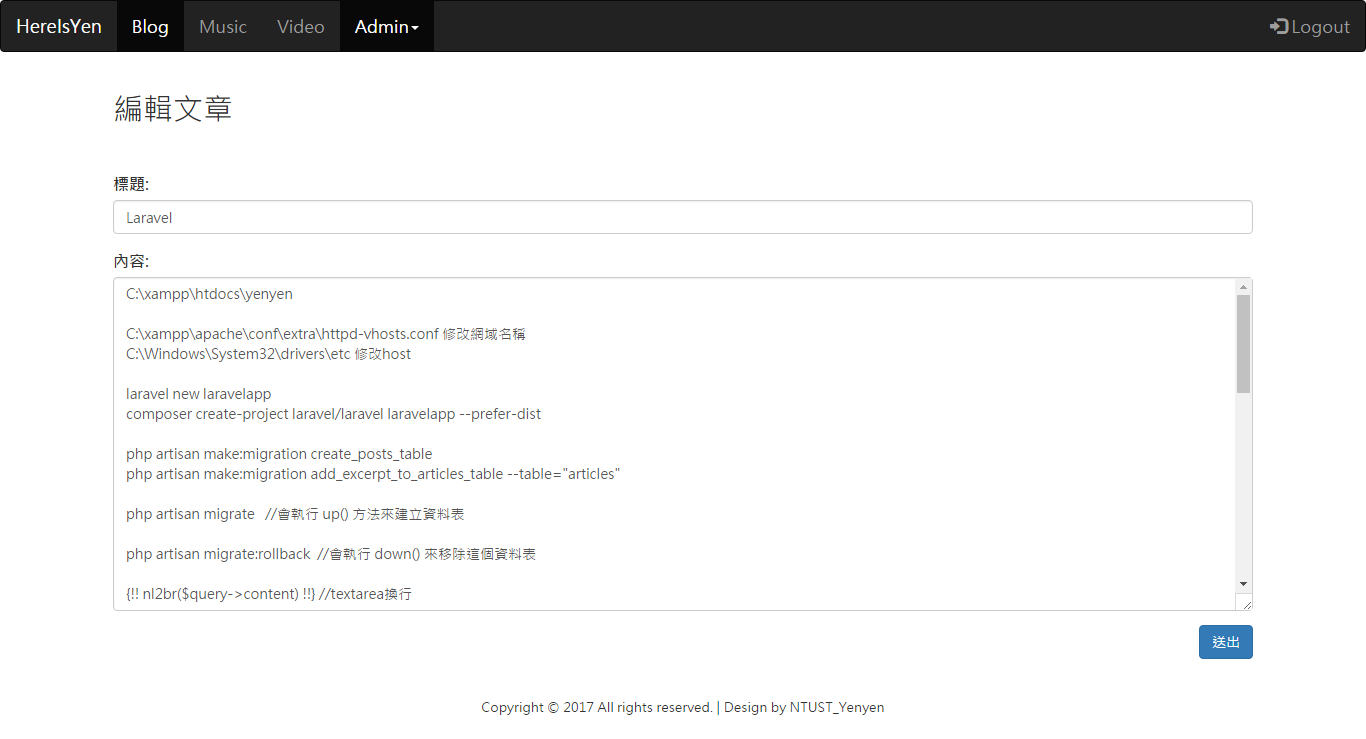 HereIsYen Blog Music Video Admin Logout
編輯文章
標題:
Laravel
內容:
C:\xampp\htdocs\yenyen
C:\xampp\apache\conf\extra\httpd-vhosts.conf 修改網域名稱
C:\Windows\System32\drivers\etc 修改host
laravel new laravelapp
composer create-project laravel/laravel laravelapp --prefer-dist
php artisan make:migration create_posts_table
php artisan make:migration add_excerpt_to_articles_table --table="articles"
php artisan migrate //會執行 up() 方法來建立資料表
php artisan migrate:rollback //會執行 down() 來移除這個資料表
{!! nl2br($query->content) !!} //textarea換行
送出
Copyright © 2017 All rights reserved. | Design by NTUST_Yenyen